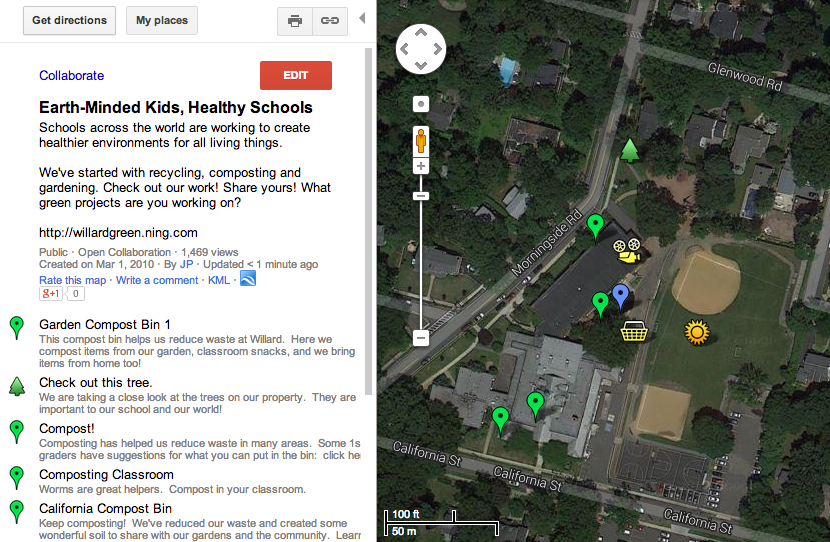 Get directions
My places
Collaborate
EDIT
Earth-Minded Kids, Healthy Schools
Schools across the world are working to create
healthier environments for all living things.
We've started with recycling, composting and
gardening. Check out our work! Share yours! What
green projects are you working on?
http://willardgreen.ning.com
Public · Open Collaboration · 1,469 views
Created on Mar 1, 2010 · By JP · Updated < 1 minute ago
Rate this map · Write a comment · KML ·
g+1 0
Garden Compost Bin 1
This compost bin helps us reduce waste at Willard. Here we
compost items from our garden, classroom snacks, and we bring
items from home too!
Check out this tree.
We are taking a close look at the trees on our property. They are
important to our school and our world!
Compost!
Composting has helped us reduce waste in many areas. Some 1s
graders have suggestions for what you can put in the bin: click he
Composting Classroom
Worms are great helpers. Compost in your classroom.
California Compost Bin
Keep composting! We've reduced our waste and created some
wonderful soil to share with our gardens and the community. Learn
Glenwood Rd
Morningside Rd
California St
California St
California St
100 ft
50 m